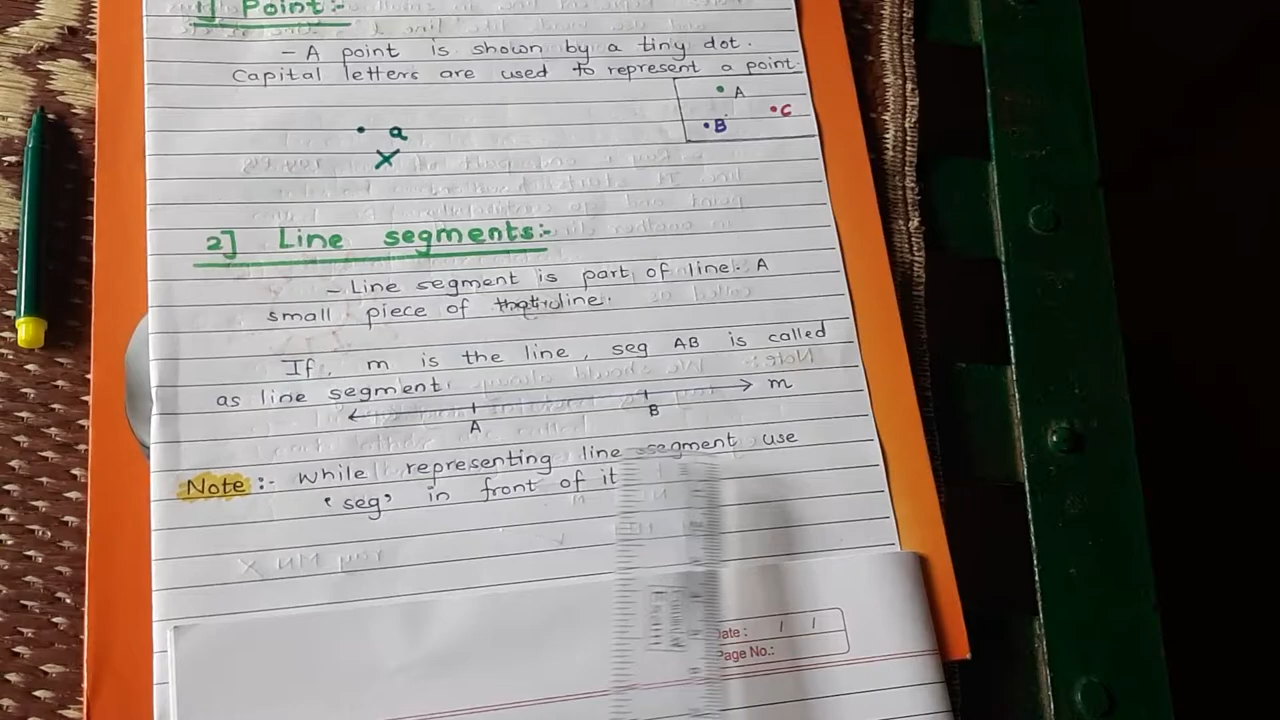 1] Point:-
- A point is shown by a tiny dot.
Capital letters are used to represent a point.
A
C
B
a
X
2] Line segments:-
- Line segment is part of line. A
small piece of line.
If, m is the line, seg AB is called
as line segment.
m
A B
Note :- While representing line segment use
'seg' in front of it
Date : / /
Page No.: